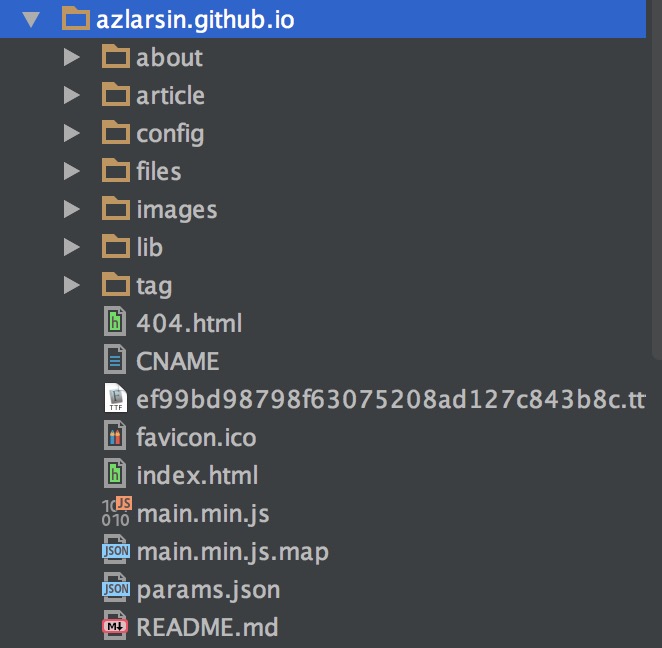 azlarsin.github.io
about
article
config
files
images
lib
tag
404.html
CNAME
ef99bd98798f63075208ad127c843b8c.tt
favicon.ico
index.html
main.min.js
main.min.js.map
params.json
README.md